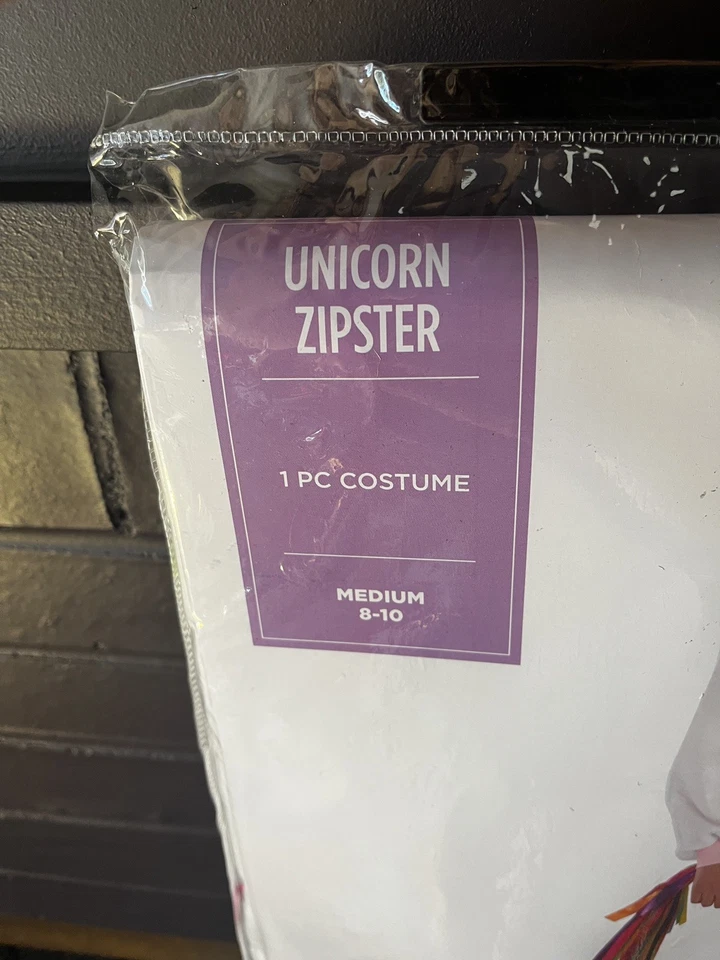 UNICORN
ZIPSTER
1 PC COSTUME
MEDIUM
8-10